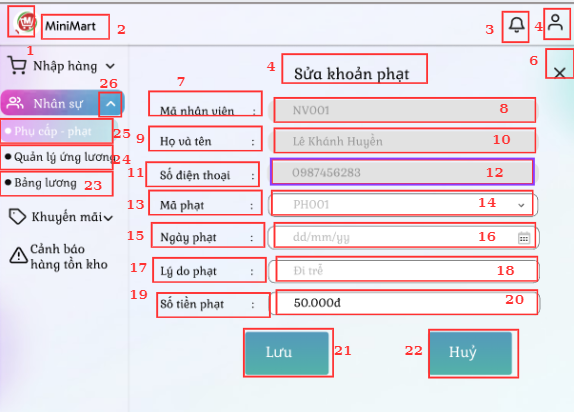 MiniMart 2 3 4
1
Nhập hàng 4 Sửa khoản phạt 6
26 7
Nhân sự Mã nhân viên : NV001 8
Phụ cấp - phạt 25 9 Họ và tên : Lê Khánh Huyền 10
Quản lý ứng lương 24
11 Số điện thoại : 0987456283 12
Bảng lương 23
13 Mã phạt : PH001 14
Khuyến mãi
15 Ngày phạt : dd/mm/yy 16
Cảnh báo
hàng tồn kho
17 Lý do phạt : Đi trễ 18
19 Số tiền phạt : 50.000đ 20
Lưu 21 22 Huỷ